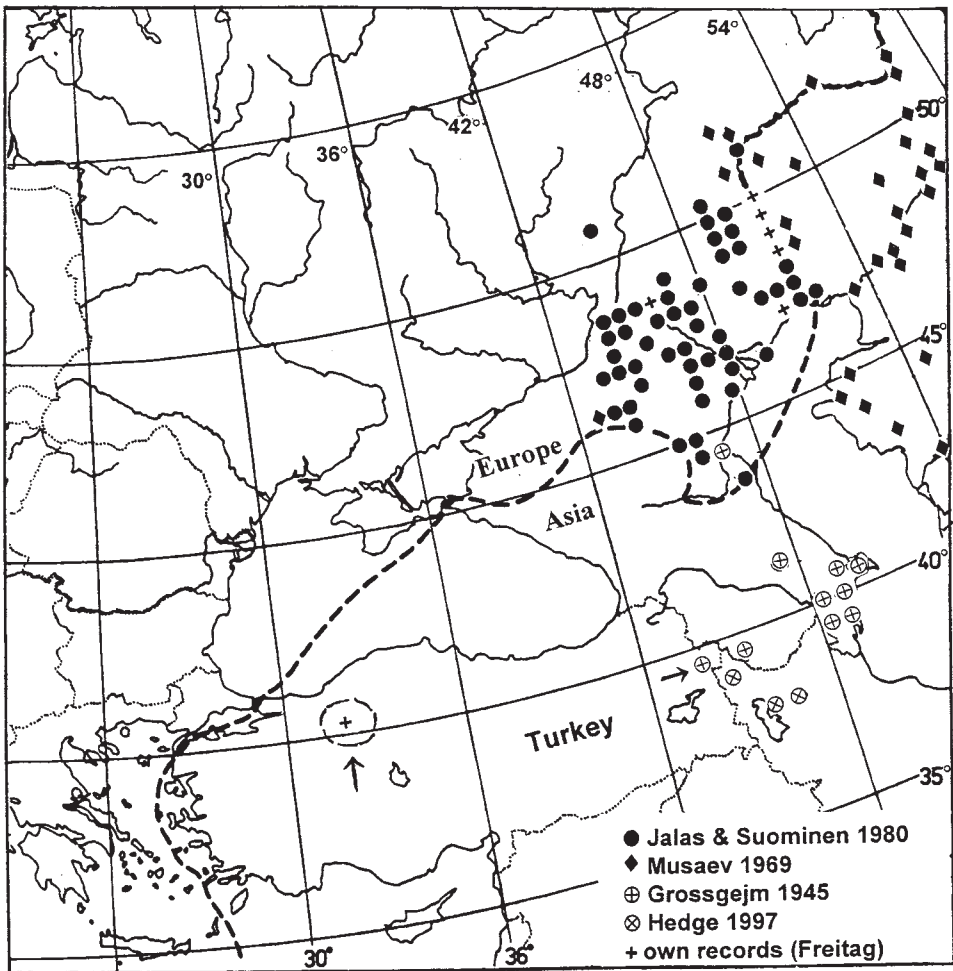 54°
48°
50°
42°
36°
30°
45°
Europe
Asia
40°
Turkey
35°
Jalas & Suominen 1980
Musaev 1969
Grossgejm 1945
Hedge 1997
+ own records (Freitag)
30°
36°